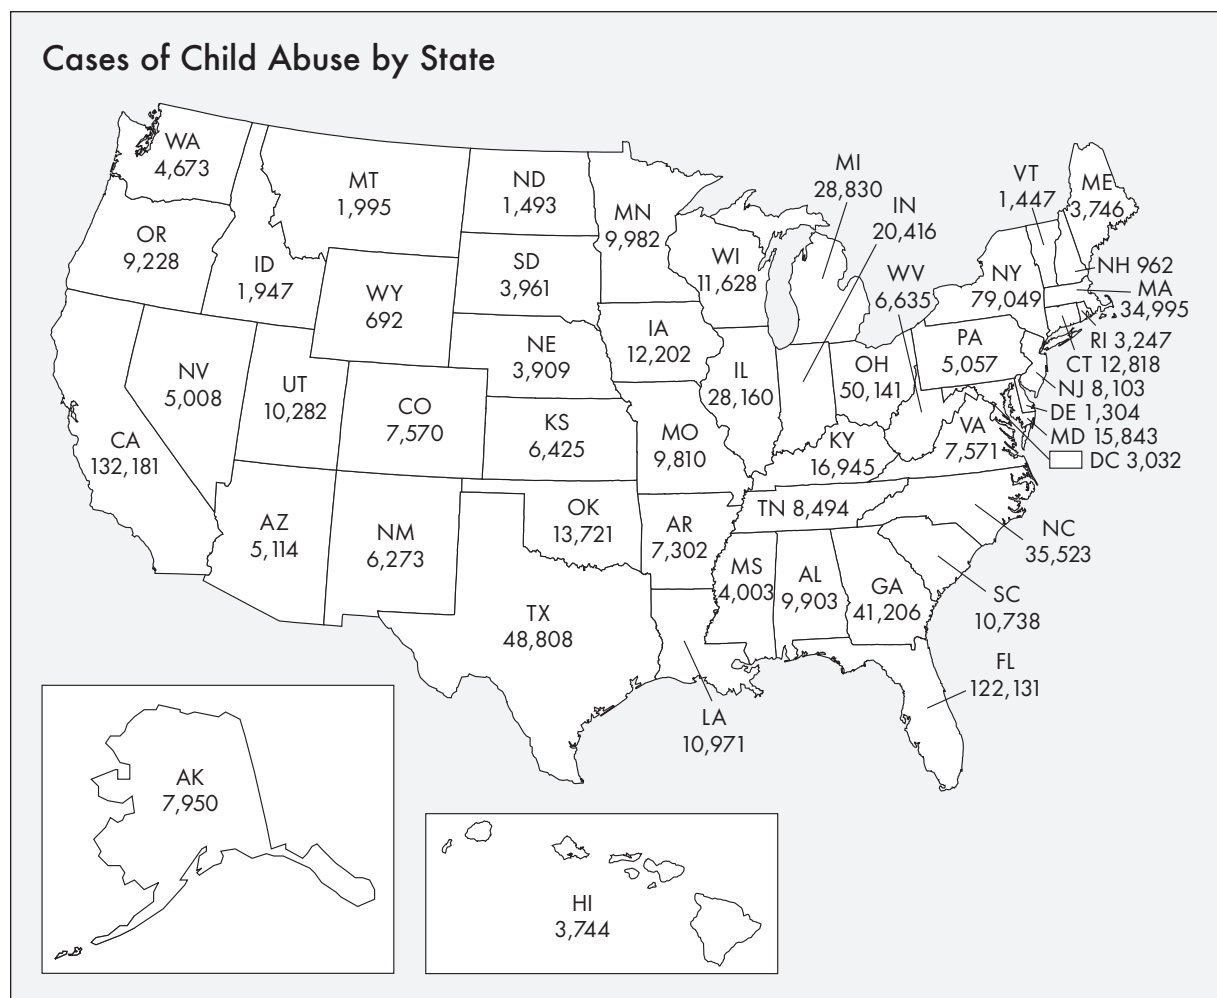 Cases of Child Abuse by State
WA
4,673
MT
1,995
ND
1,493
MN
9,982
MI
28,830
IN
20,416
VT
1,447
ME
3,746
OR
9,228
ID
1,947
WY
692
SD
3,961
WI
11,628
WV
6,635
NY
79,049
NH 962
MA
34,995
RI 3,247
CT 12,818
NJ 8,103
DE 1,304
MD 15,843
DC 3,032
NV
5,008
UT
10,282
CO
7,570
NE
3,909
IA
12,202
IL
28,160
OH
50,141
PA
5,057
CA
132,181
KS
6,425
MO
9,810
KY
16,945
VA
7,571
AZ
5,114
NM
6,273
OK
13,721
AR
7,302
TN 8,494
NC
35,523
MS
4,003
AL
9,903
GA
41,206
SC
10,738
TX
48,808
LA
10,971
FL
122,131
AK
7,950
HI
3,744